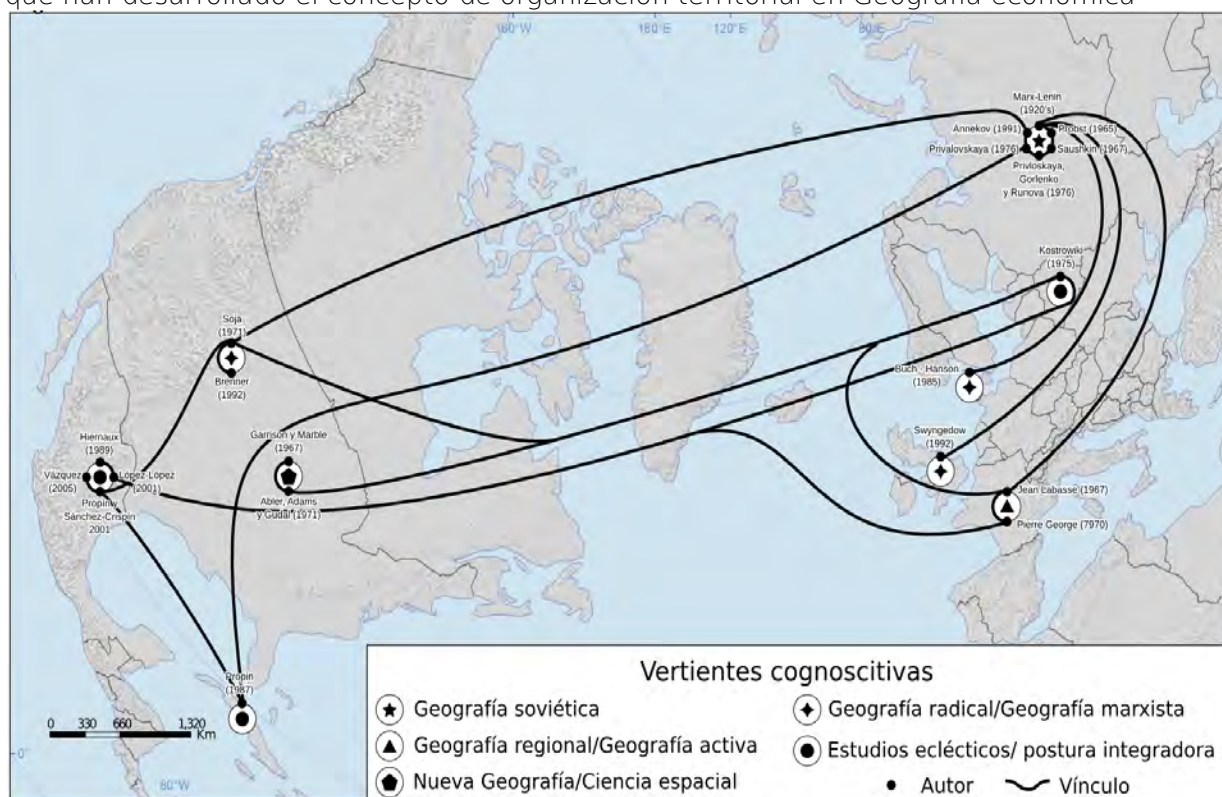 que han desarrollado el concepto de organización territorial en Geografía económica
160°W
180°E
120°E
80°E
Marx-Lenin
(1920's)
Annekov (1991)
Probst (1965)
Privalovskaya (1976)
Saushkin (1967)
Privloskaya,
Gorlenko
y Runova (1976)
Kostrowiki
(1975)
Soja
(1971)
Brenner
(1992)
Buch - Hanson
(1985)
Hiernaux
(1989)
Garrison y Marble
(1967)
Swyngedow
(1992)
Vázquez
(2005)
López-López
(2001)
Propin y
Sánchez-Crispín
2001
Abler, Adams
y Gudal (1971)
Jean Labasse (1967)
Pierre George (7970)
Propin
(1987)
0 330 660 1,320
Km
0°
80°W
Vertientes cognoscitivas
Geografía soviética
Geografía radical/Geografía marxista
Geografía regional/Geografía activa
Estudios eclécticos/ postura integradora
Nueva Geografía/Ciencia espacial
Autor
Vínculo